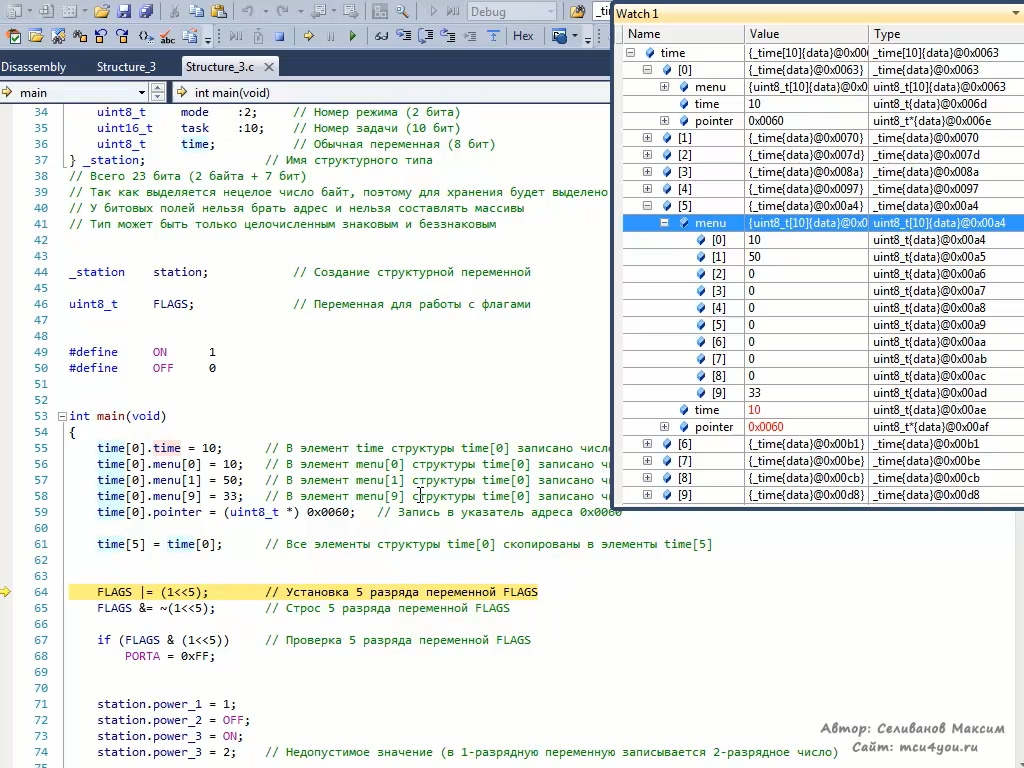 Debug
Hex
Disassembly Structure_3 Structure_3.c
main int main(void)
34 uint8_t mode :2; // Номер режима (2 бита)
35 uint16_t task :10; // Номер задачи (10 бит)
36 uint8_t time; // Обычная переменная (8 бит)
37 } _station; // Имя структурного типа
38 // Всего 23 бита (2 байта + 7 бит)
39 // Так как выделяется нецелое число байт, поэтому для хранения будет выделено
40 // У битовых полей нельзя брать адрес и нельзя составлять массивы
41 // Тип может быть только целочисленным знаковым и беззнаковым
42
43
44 _station station; // Создание структурной переменной
45
46 uint8_t FLAGS; // Переменная для работы с флагами
47
48
49 #define ON 1
50 #define OFF 0
51
52
53 int main(void)
54 {
55 time[0].time = 10; // В элемент time структуры time[0] записано число
56 time[0].menu[0] = 10; // В элемент menu[0] структуры time[0] записано
57 time[0].menu[1] = 50; // В элемент menu[1] структуры time[0] записано
58 time[0].menu[9] = 33; // В элемент menu[9] структуры time[0] записано
59 time[0].pointer = (uint8_t *) 0x0060; // Запись в указатель адреса 0x0060
60
61 time[5] = time[0]; // Все элементы структуры time[0] скопированы в элементы time[5]
62
63
64 FLAGS |= (1<<5); // Установка 5 разряда переменной FLAGS
65 FLAGS &= ~(1<<5); // Строс 5 разряда переменной FLAGS
66
67 if (FLAGS & (1<<5)) // Проверка 5 разряда переменной FLAGS
68 PORTA = 0xFF;
69
70
71 station.power_1 = 1;
72 station.power_2 = OFF;
73 station.power_3 = ON;
74 station.power_3 = 2; // Недопустимое значение (в 1-разрядную переменную записывается 2-разрядное число)
75
Watch 1
Name Value Type
time {_time[10]{data}@0x00 _time[10]{data}@0x0063
[0] {_time{data}@0x0063} _time{data}@0x0063
menu {uint8_t[10]{data}@0x0 uint8_t[10]{data}@0x0063
time 10 uint8_t{data}@0x006d
pointer 0x0060 uint8_t*{data}@0x006e
[1] {_time{data}@0x0070} _time{data}@0x0070
[2] {_time{data}@0x007d} _time{data}@0x007d
[3] {_time{data}@0x008a} _time{data}@0x008a
[4] {_time{data}@0x0097} _time{data}@0x0097
[5] {_time{data}@0x00a4} _time{data}@0x00a4
menu {uint8_t[10]{data}@0x0 uint8_t[10]{data}@0x00a4
[0] 10 uint8_t{data}@0x00a4
[1] 50 uint8_t{data}@0x00a5
[2] 0 uint8_t{data}@0x00a6
[3] 0 uint8_t{data}@0x00a7
[4] 0 uint8_t{data}@0x00a8
[5] 0 uint8_t{data}@0x00a9
[6] 0 uint8_t{data}@0x00aa
[7] 0 uint8_t{data}@0x00ab
[8] 0 uint8_t{data}@0x00ac
[9] 33 uint8_t{data}@0x00ad
time 10 uint8_t{data}@0x00ae
pointer 0x0060 uint8_t*{data}@0x00af
[6] {_time{data}@0x00b1} _time{data}@0x00b1
[7] {_time{data}@0x00be} _time{data}@0x00be
[8] {_time{data}@0x00cb} _time{data}@0x00cb
[9] {_time{data}@0x00d8} _time{data}@0x00d8
Автор: Селиванов Максим
Сайт: mcu4you.ru